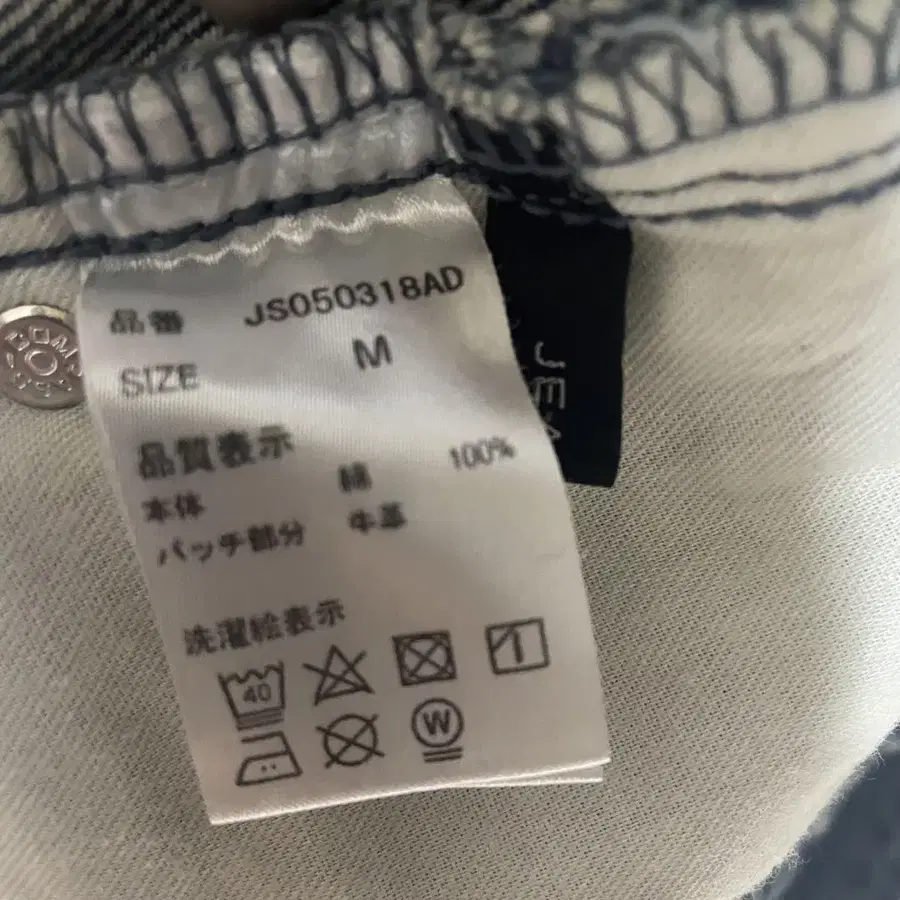 品番 JS050318AD
SIZE M
品質表示
本体 綿 100%
パッチ部分 牛革
洗濯絵表示
40
W